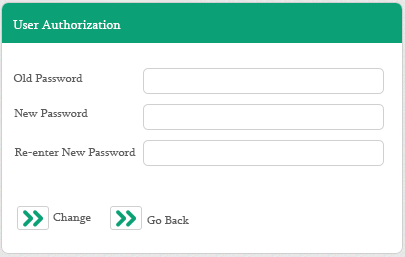 User Authorization
Old Password
New Password
Re-enter New Password
Change
Go Back